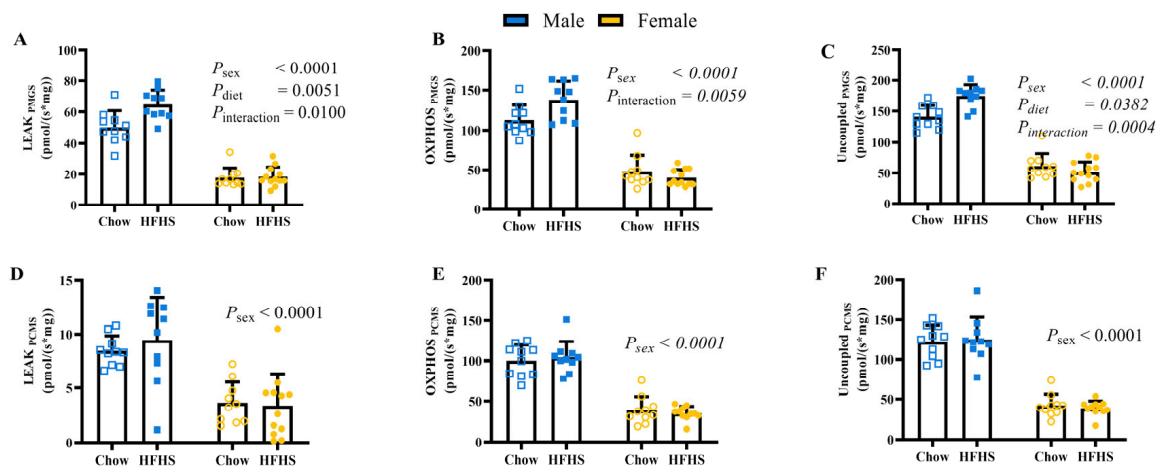 Male Female
A
LEAK PMGS
(pmol/(s*mg))
100
80
60
40
20
0
Psex < 0.0001
Pdiet = 0.0051
Pinteraction = 0.0100
Chow HFHS Chow HFHS
B
OXPHOS PMGS
(pmol/(s*mg))
200
150
100
50
0
Psex < 0.0001
Pinteraction = 0.0059
Chow HFHS Chow HFHS
C
Uncoupled PMGS
(pmol/(s*mg))
250
200
150
100
50
0
Psex < 0.0001
Pdiet = 0.0382
Pinteraction = 0.0004
Chow HFHS Chow HFHS
D
LEAK PCMS
(pmol/(s*mg))
15
10
5
0
Psex < 0.0001
Chow HFHS Chow HFHS
E
OXPHOS PCMS
(pmol/(s*mg))
200
150
100
50
0
Psex < 0.0001
Chow HFHS Chow HFHS
F
Uncoupled PCMS
(pmol/(s*mg))
200
150
100
50
0
Psex < 0.0001
Chow HFHS Chow HFHS